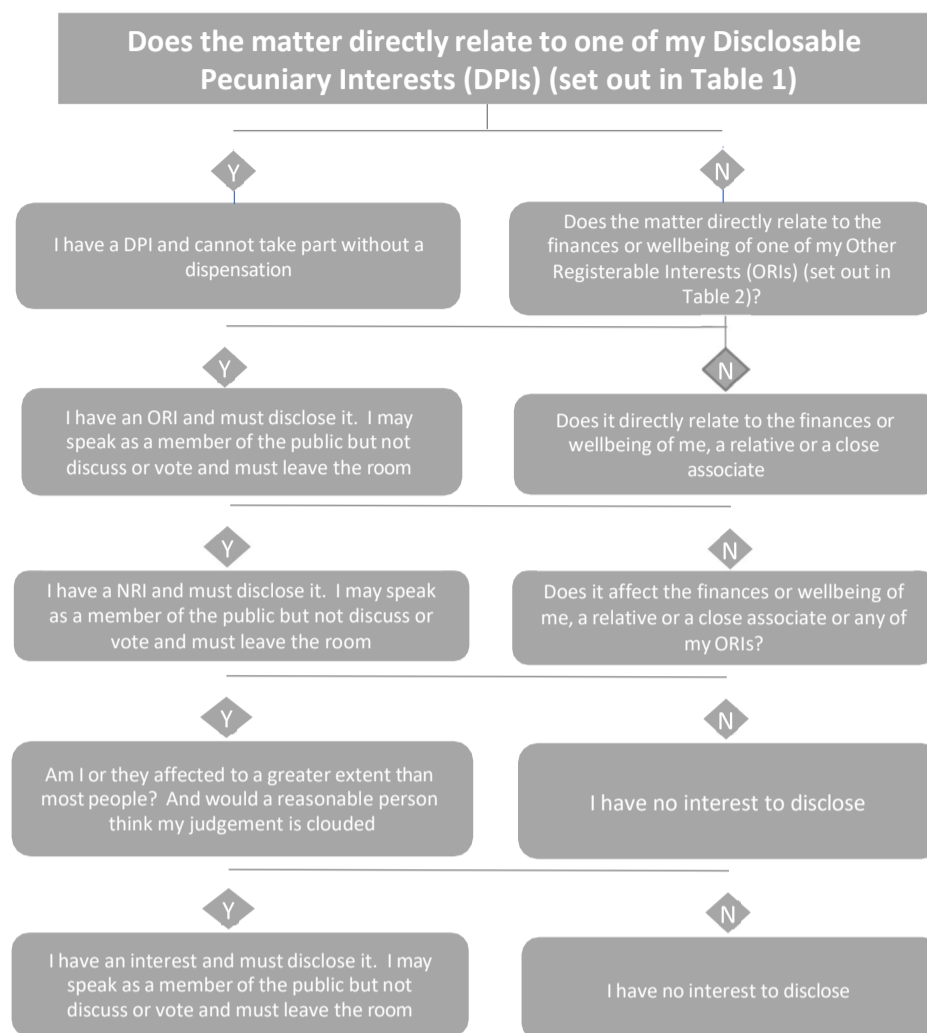 Does the matter directly relate to one of my Disclosable
Pecuniary Interests (DPIs) (set out in Table 1)
Y
N
I have a DPI and cannot take part without a
dispensation
Does the matter directly relate to the
finances or wellbeing of one of my Other
Registerable Interests (ORIs) (set out in
Table 2)?
Y
N
I have an ORI and must disclose it. I may
speak as a member of the public but not
discuss or vote and must leave the room
Does it directly relate to the finances or
wellbeing of me, a relative or a close
associate
Y
N
I have a NRI and must disclose it. I may speak
as a member of the public but not discuss or
vote and must leave the room
Does it affect the finances or wellbeing of
me, a relative or a close associate or any of
my ORIs?
Y
N
Am I or they affected to a greater extent than
most people? And would a reasonable person
think my judgement is clouded
I have no interest to disclose
Y
N
I have an interest and must disclose it. I may
speak as a member of the public but not
discuss or vote and must leave the room
I have no interest to disclose